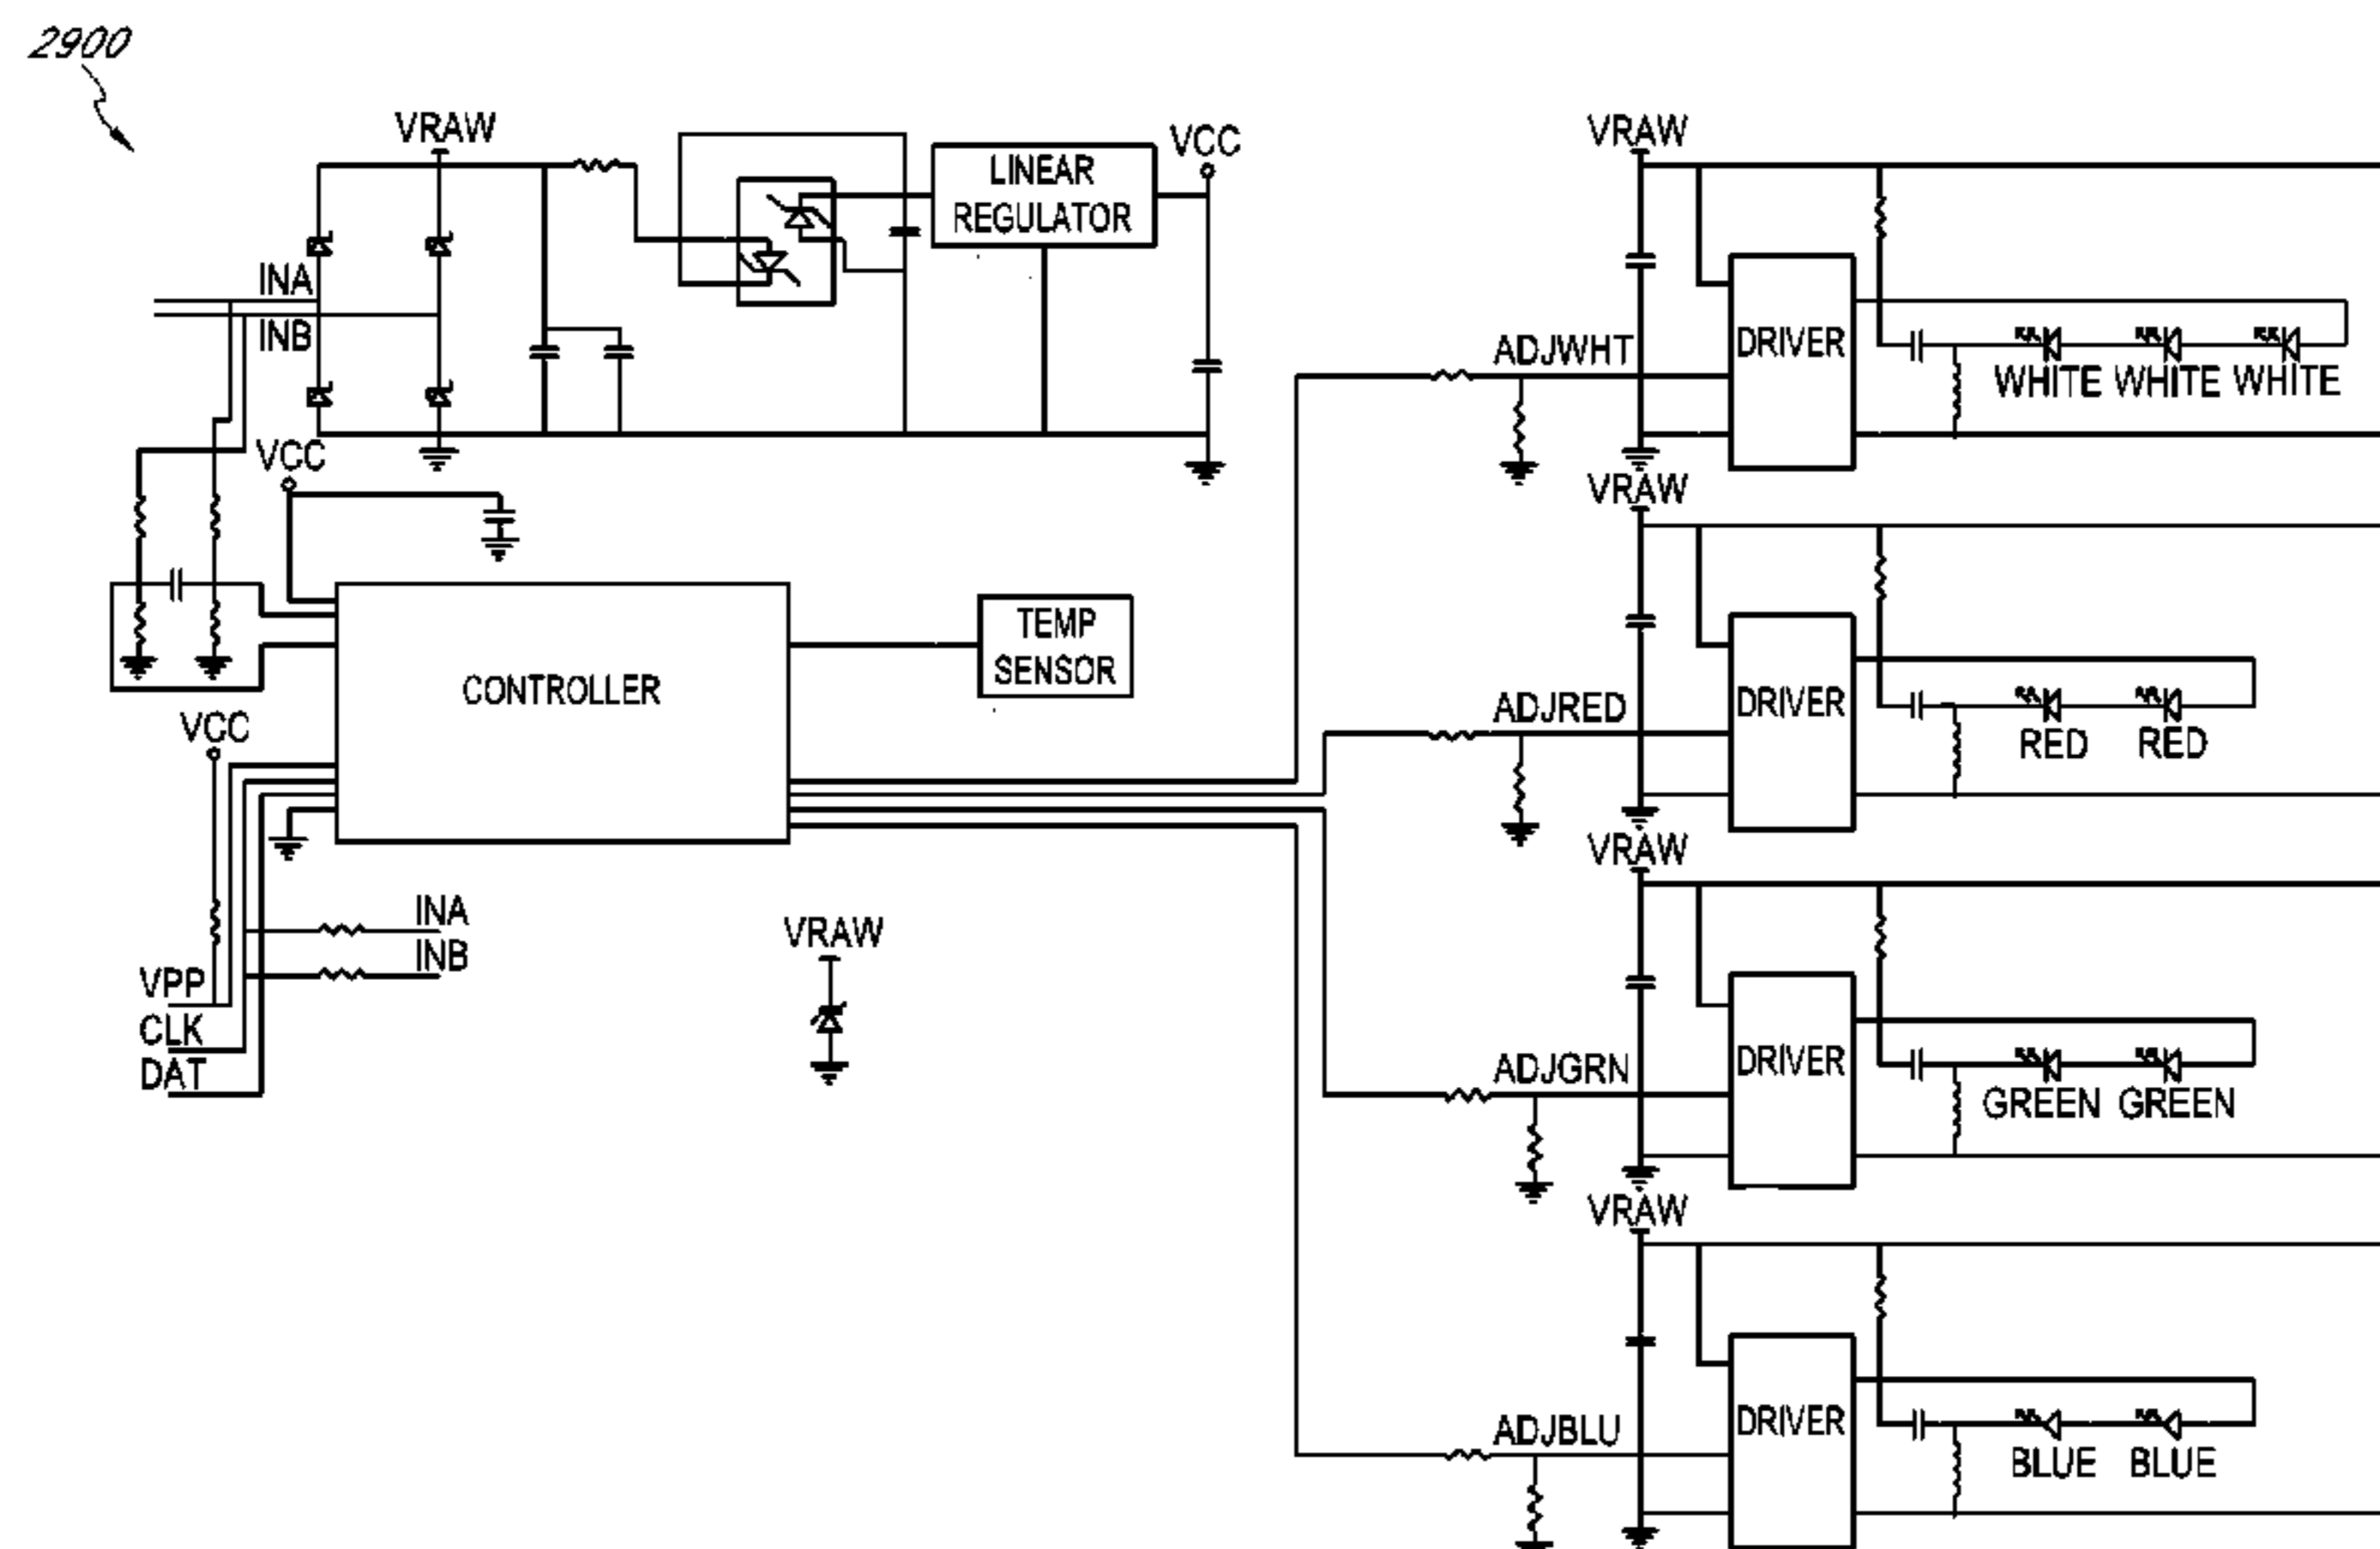 2900
VRAW
LINEAR
REGULATOR
VCC
INA
INB
VCC
CONTROLLER
TEMP
SENSOR
VCC
INA
INB
VPP
CLK
DAT
VRAW
VRAW
ADJWHT
DRIVER
WHITE WHITE WHITE
VRAW
ADJRED
DRIVER
RED RED
VRAW
ADJGRN
DRIVER
GREEN GREEN
VRAW
ADJBLU
DRIVER
BLUE BLUE